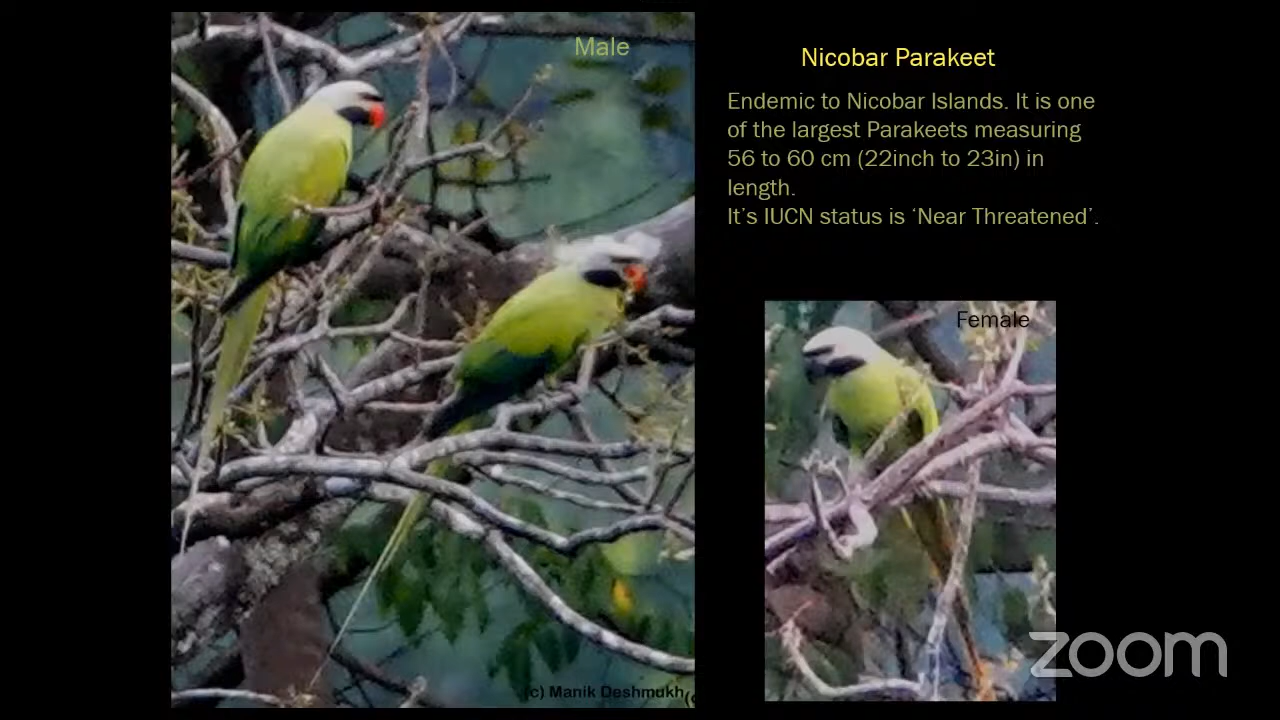 Male
Nicobar Parakeet
Endemic to Nicobar Islands. It is one
of the largest Parakeets measuring
56 to 60 cm (22inch to 23in) in
length.
It's IUCN status is ‘Near Threatened’.
Female
(c) Manik Deshmukh
(c
zoom